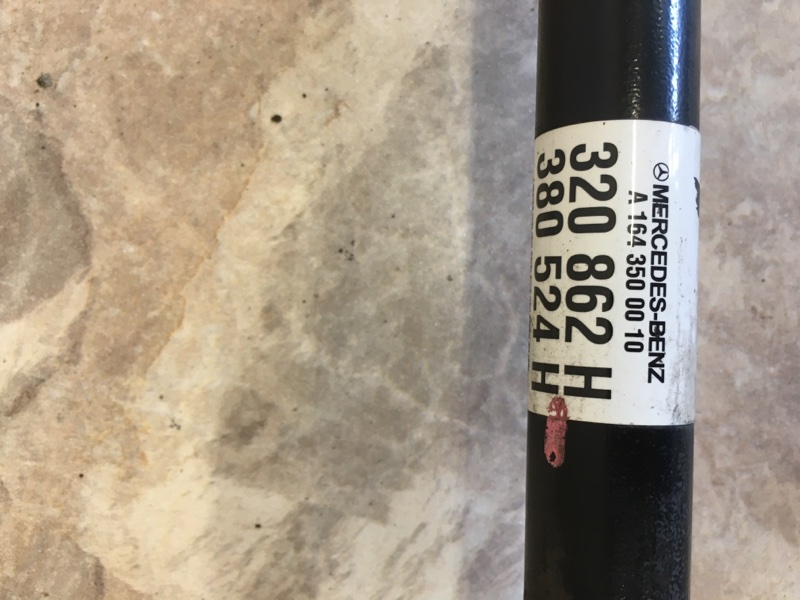 MERCEDES-BENZ
A 164 350 00 10
320 862 H
380 524 H